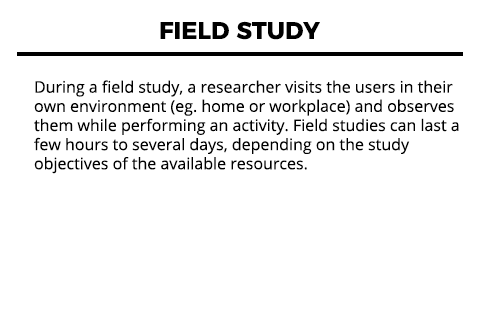 FIELD STUDY
During a field study, a researcher visits the users in their
own environment (eg. home or workplace) and observes
them while performing an activity. Field studies can last a
few hours to several days, depending on the study
objectives of the available resources.